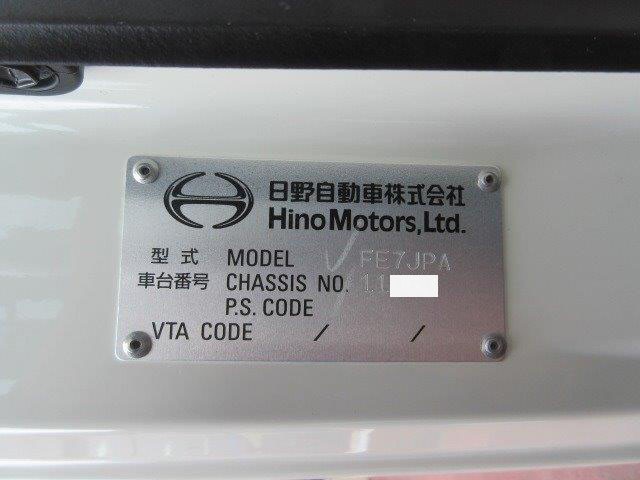 日野自動車株式会社
Hino Motors, Ltd.
型式 MODEL FE7JPA
車台番号 CHASSIS NO.
P.S. CODE
VTA CODE / /